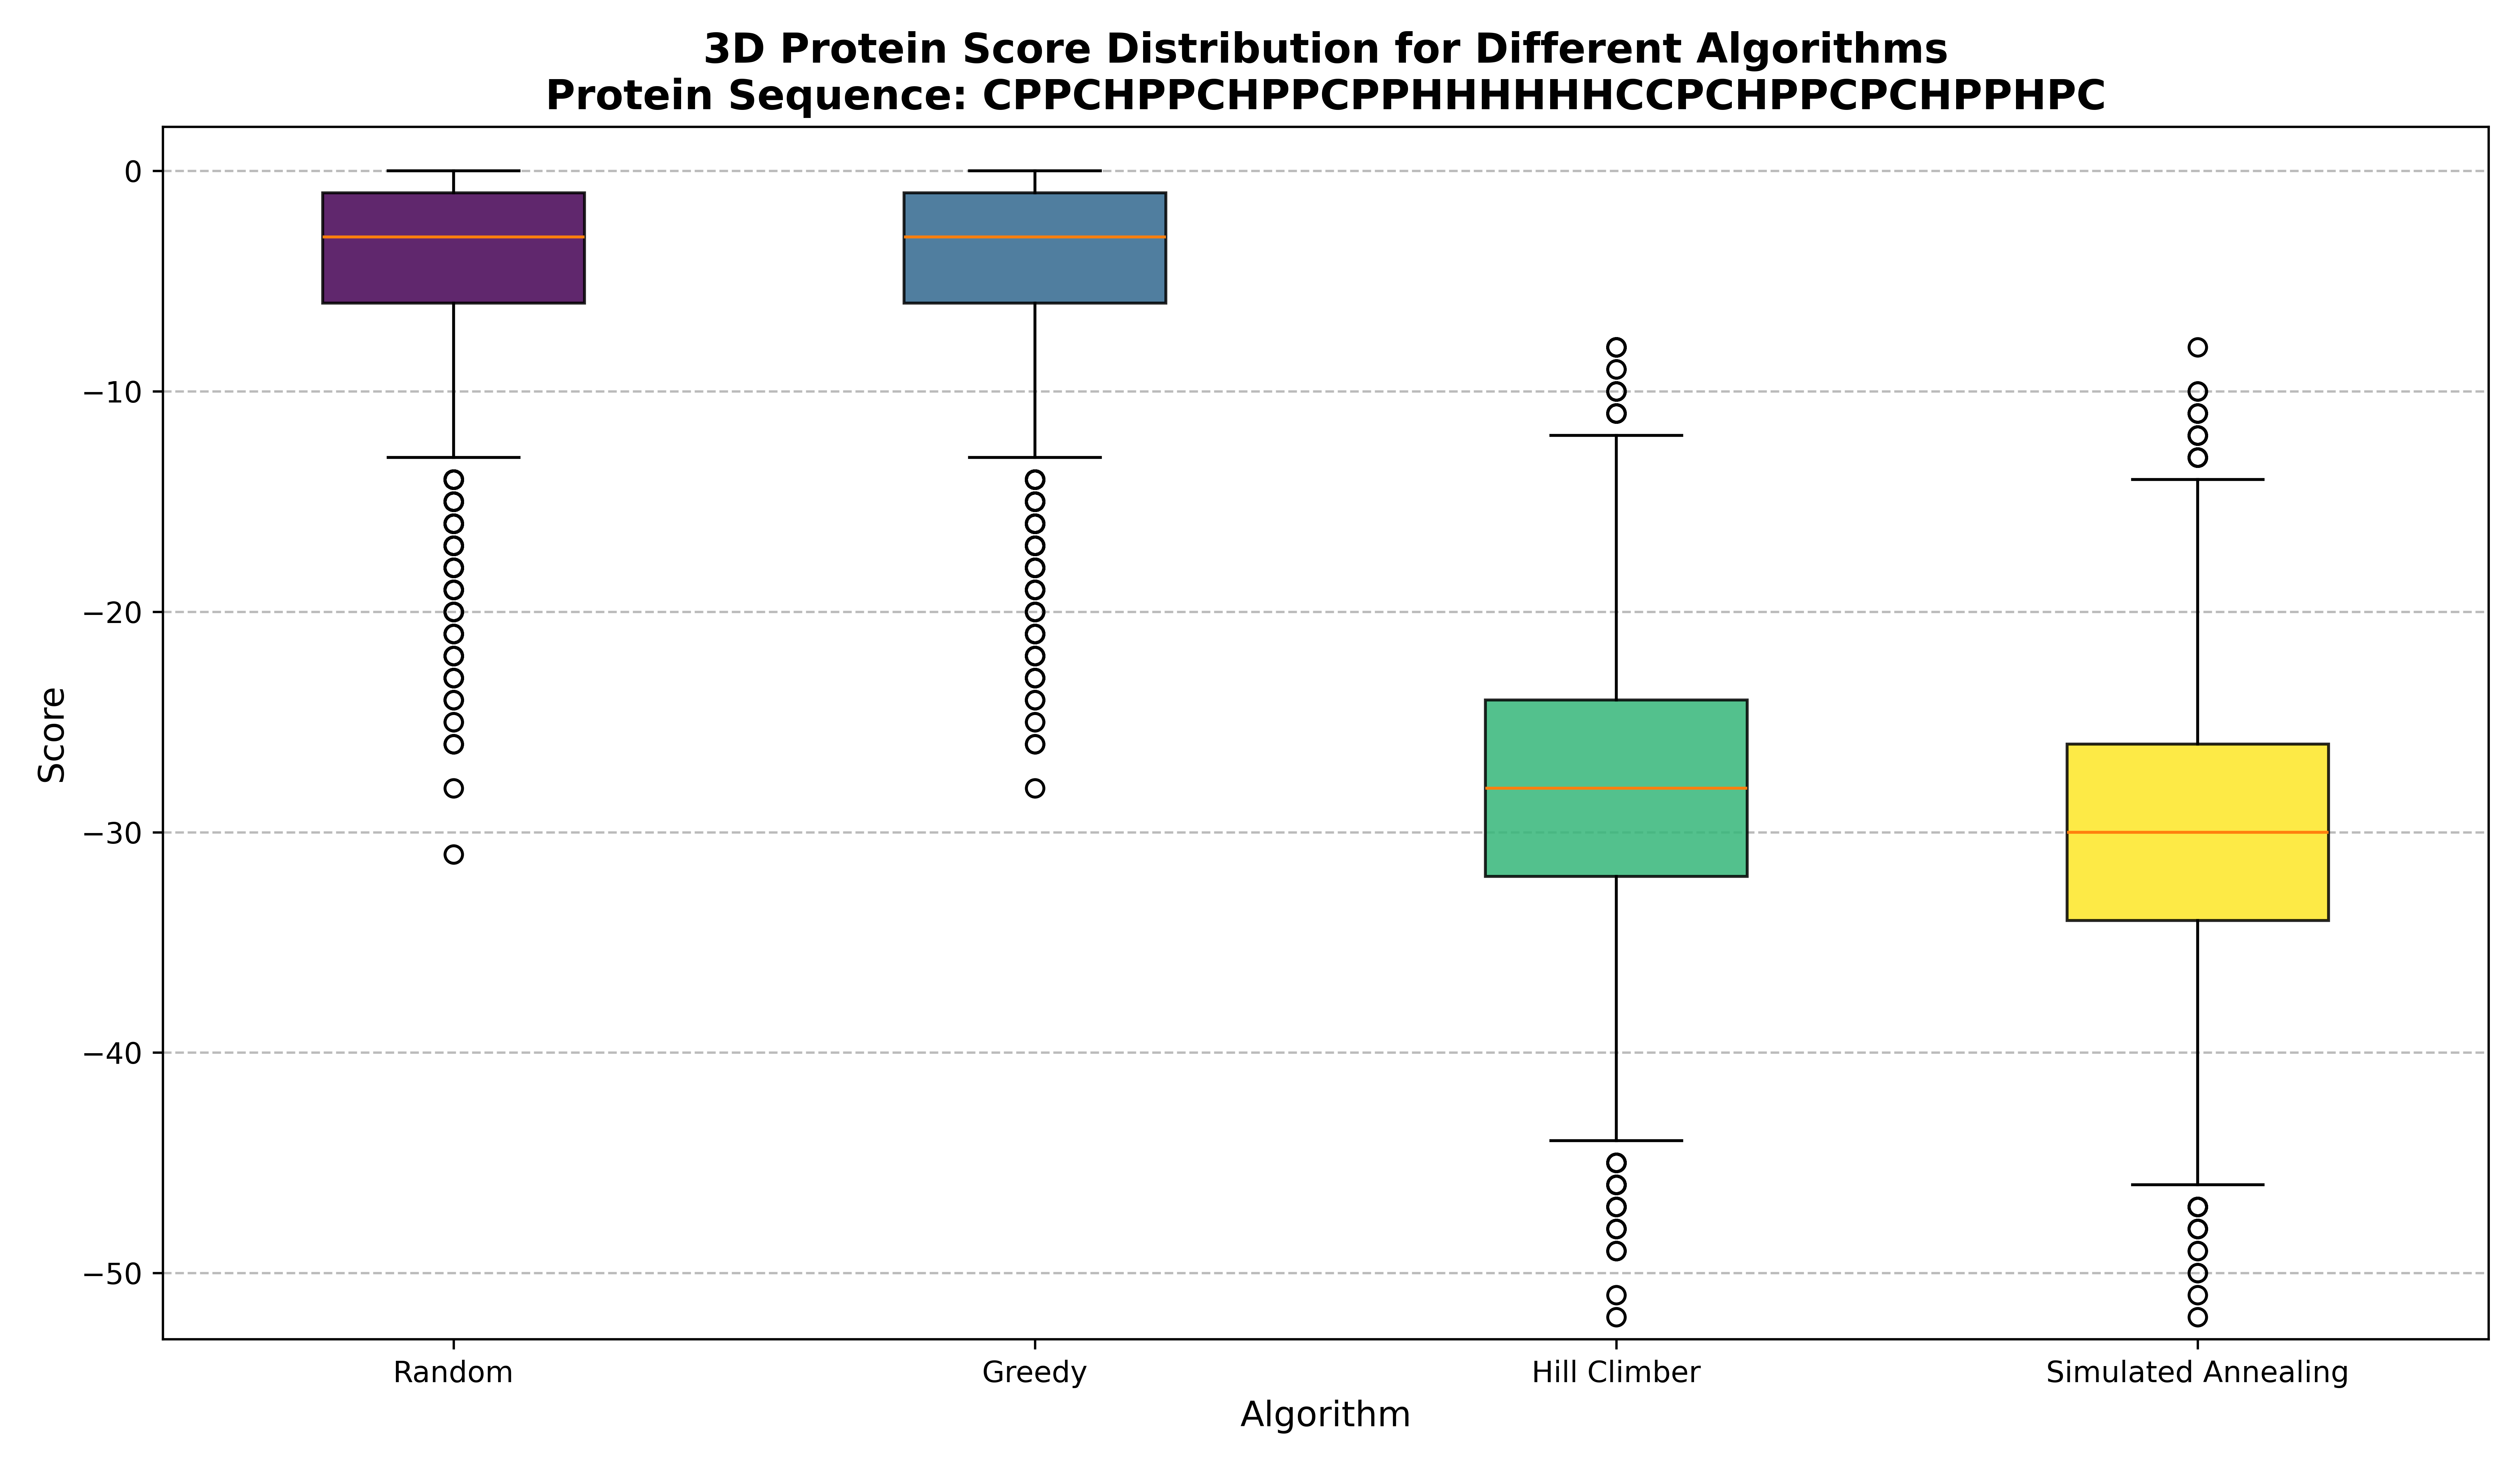 3D Protein Score Distribution for Different Algorithms
Protein Sequence: CPPCHPPCHPPCPPHHHHHHHCCPCHPPCPCHPPHPC
0
−10
−20
−30
−40
−50
Score
Random
Greedy
Hill Climber
Simulated Annealing
Algorithm